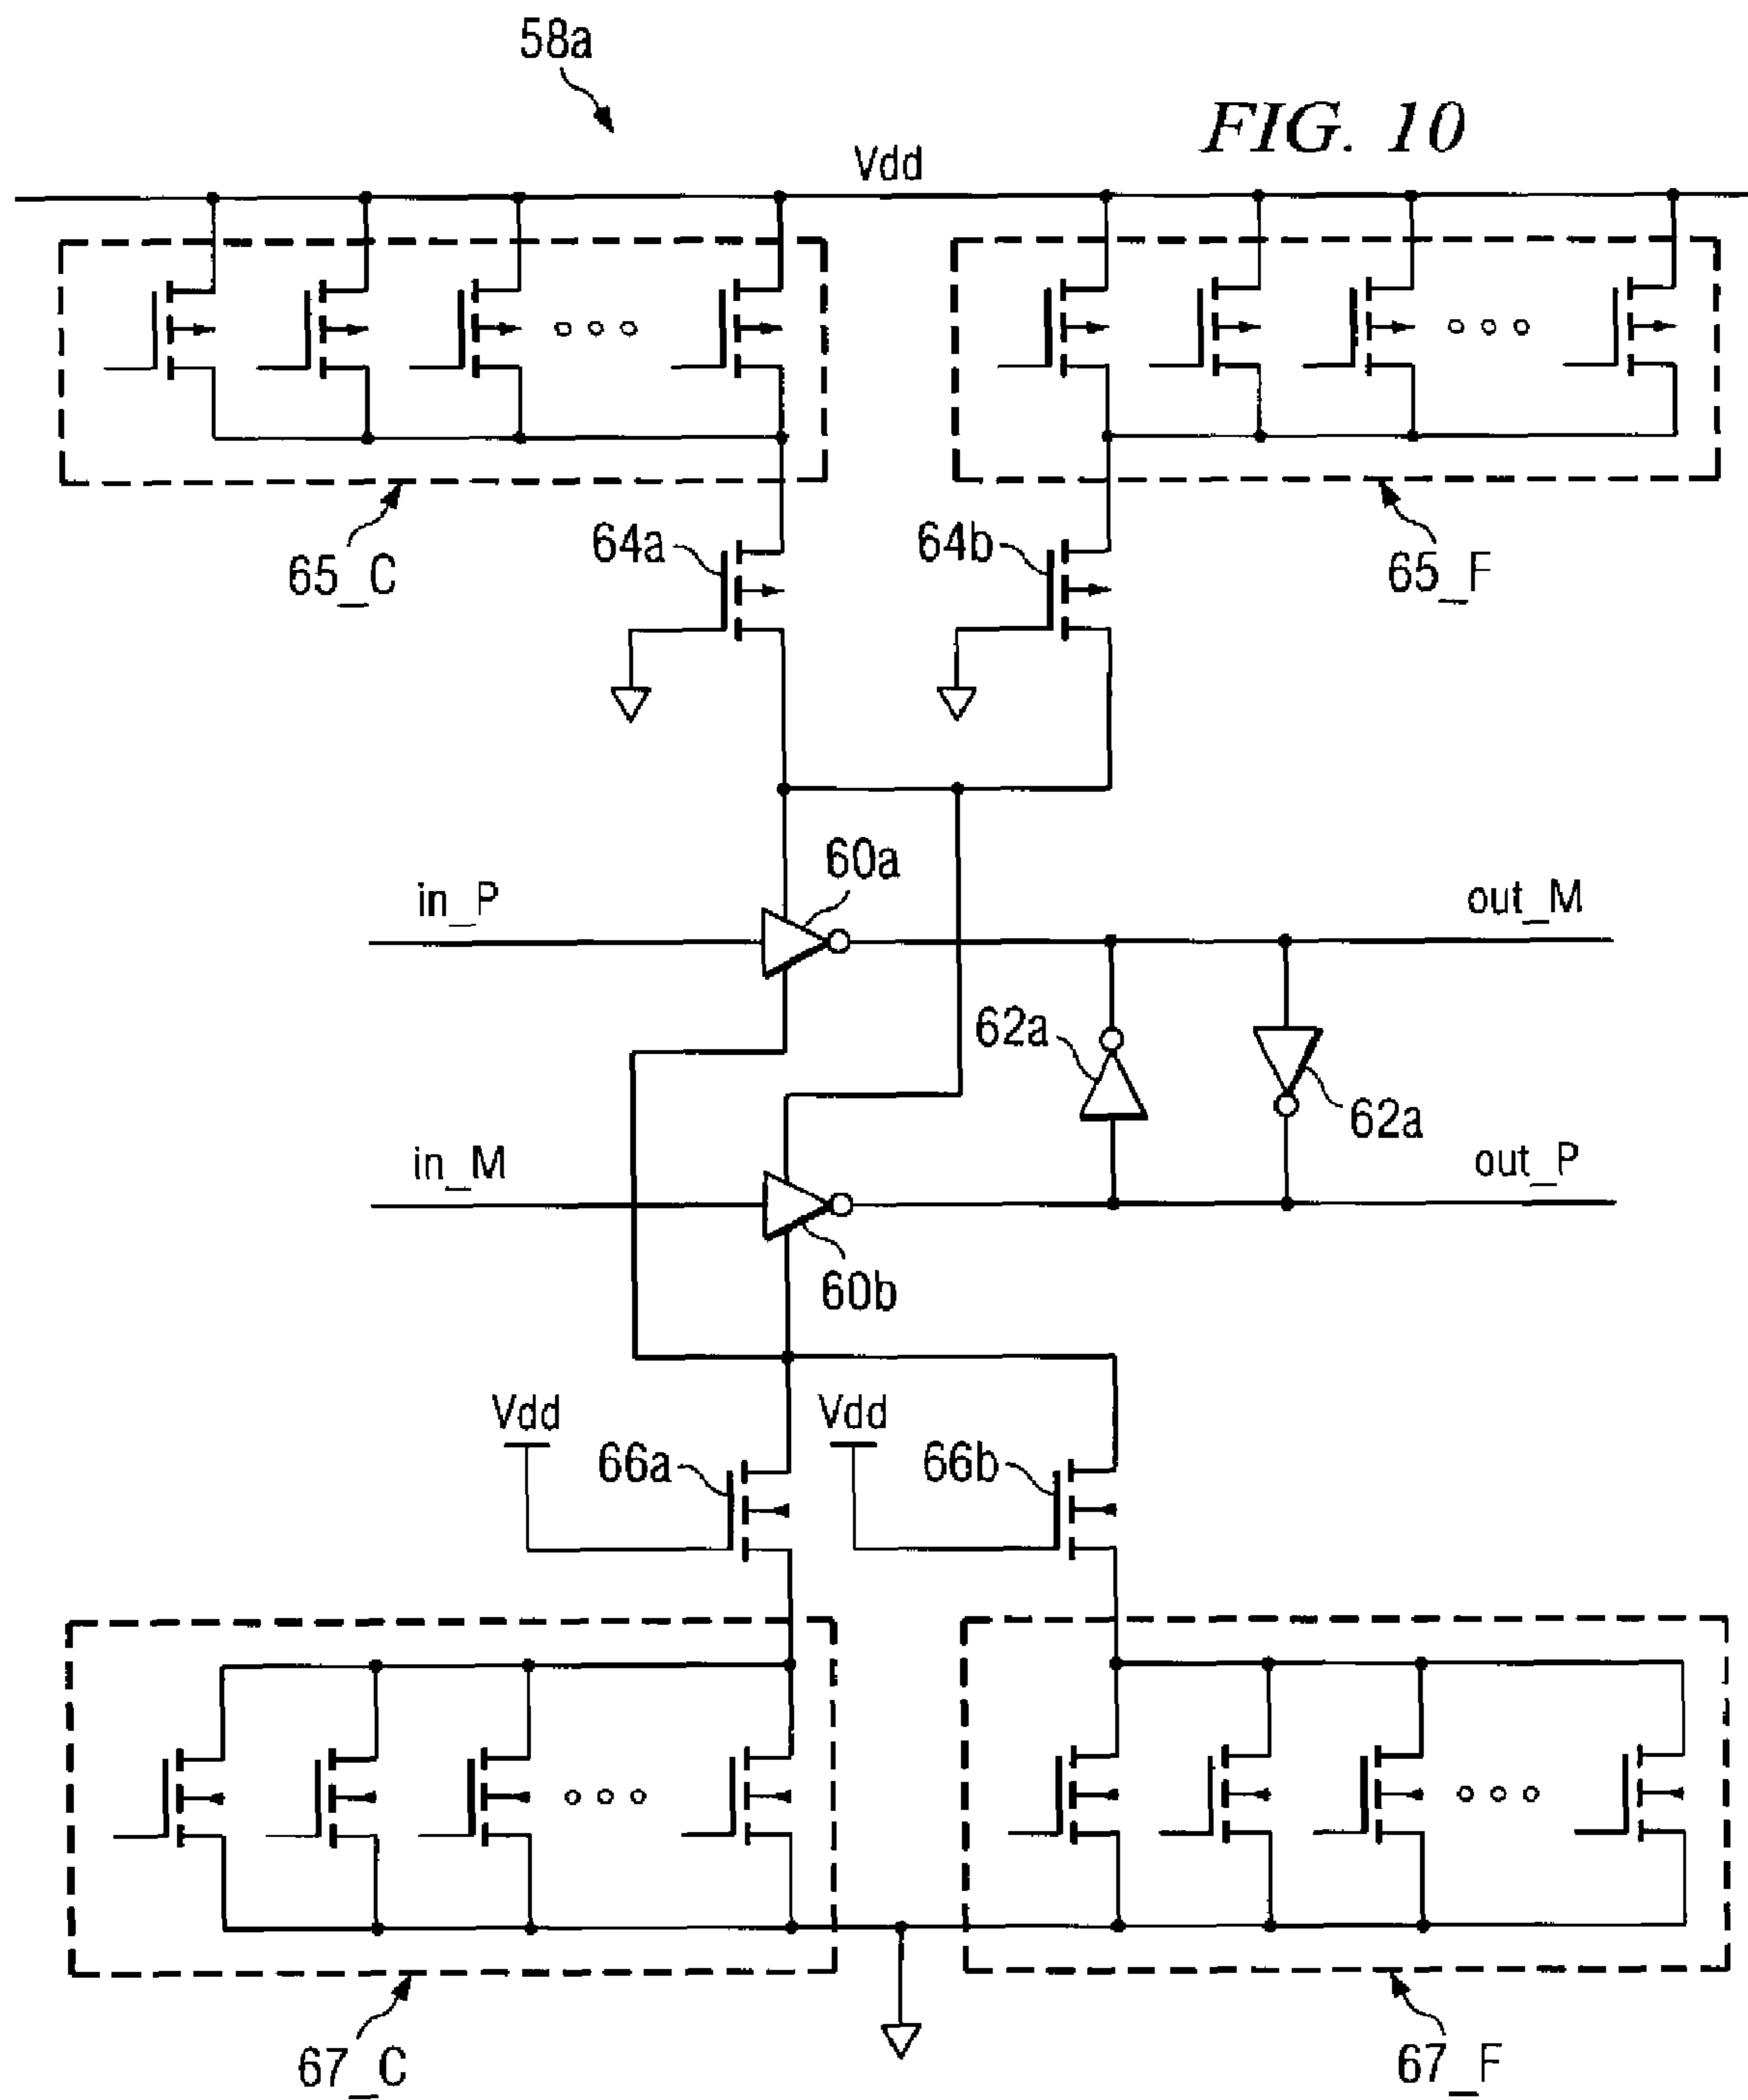 58a
FIG. 10
Vdd
64a
64b
65_C
65_F
60a
in_P
out_M
62a
62a
in_M
out_P
60b
Vdd
Vdd
66a
66b
67_C
67_F